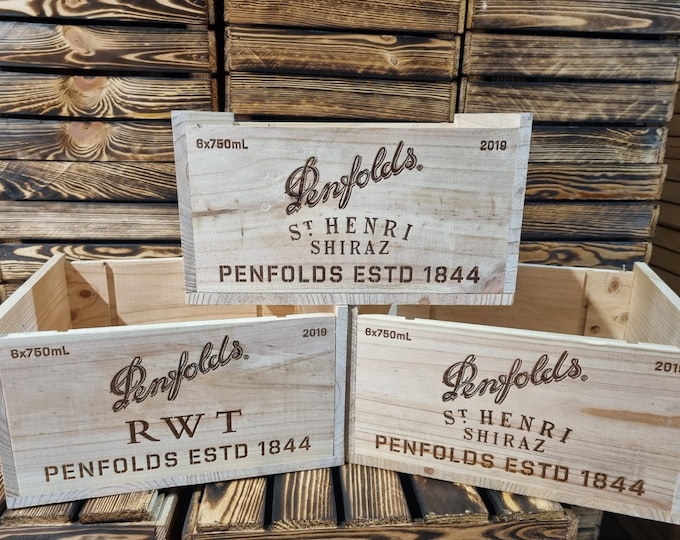 6x750mL 2019
Penfolds®
ST HENRI
SHIRAZ
PENFOLDS ESTD 1844
6x750mL 2019
Penfolds®
RWT
PENFOLDS ESTD 1844
6x750mL 2019
Penfolds®
ST HENRI
SHIRAZ
PENFOLDS ESTD 1844